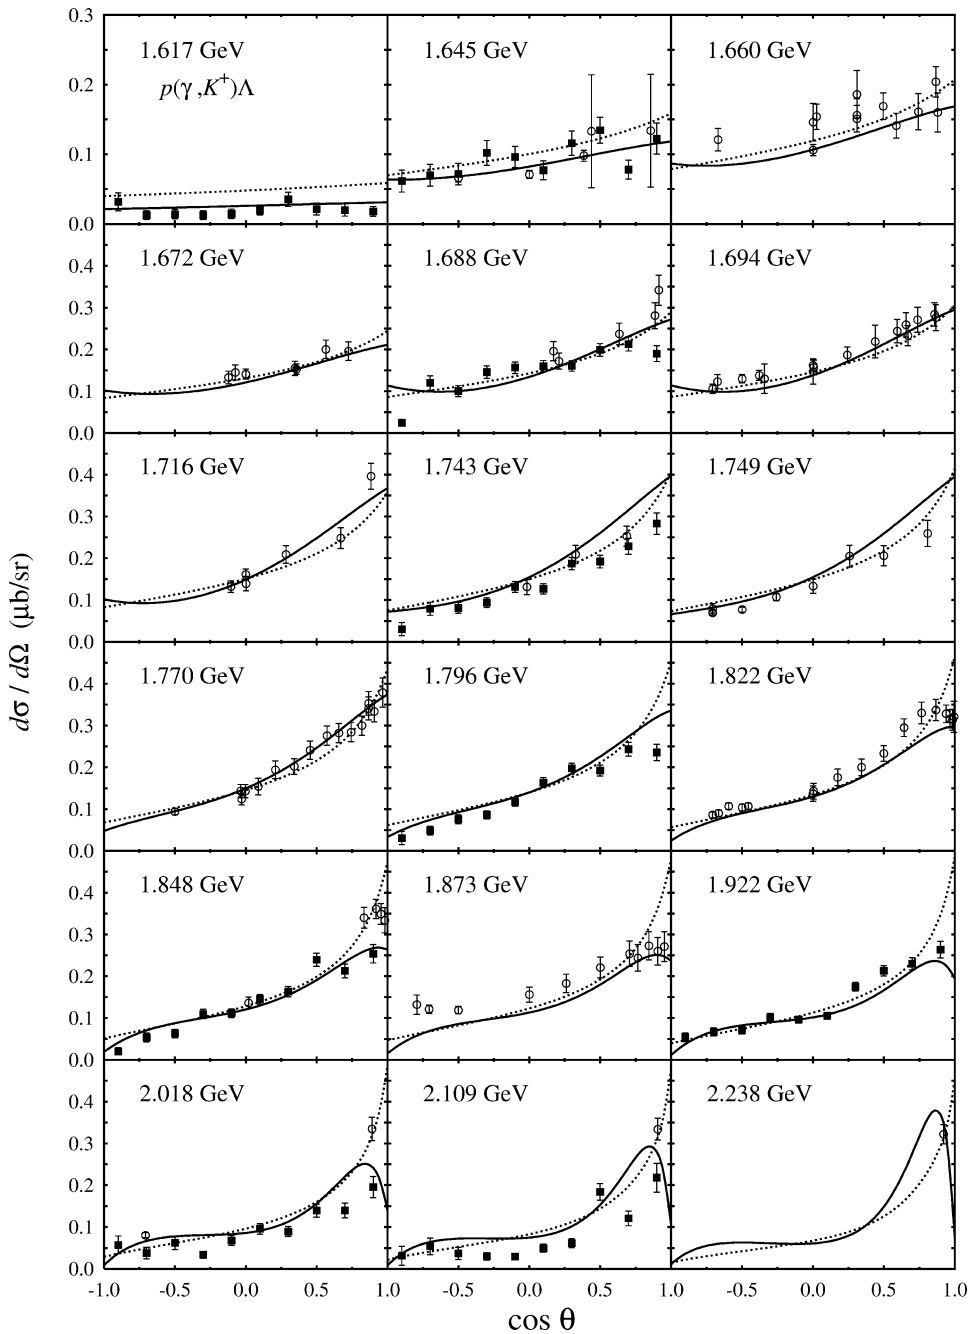 0.3
0.2
0.1
0.0
1.617 GeV
p(γ ,K⁺)Λ
1.645 GeV
1.660 GeV
0.4
0.3
0.2
0.1
0.0
1.672 GeV
1.688 GeV
1.694 GeV
0.4
0.3
0.2
0.1
0.0
1.716 GeV
1.743 GeV
1.749 GeV
dσ / dΩ (μb/sr)
0.4
0.3
0.2
0.1
0.0
1.770 GeV
1.796 GeV
1.822 GeV
0.4
0.3
0.2
0.1
0.0
1.848 GeV
1.873 GeV
1.922 GeV
0.4
0.3
0.2
0.1
0.0
2.018 GeV
2.109 GeV
2.238 GeV
-1.0 -0.5 0.0 0.5 -1.0 -0.5 0.0 0.5 -1.0 -0.5 0.0 0.5 1.0
cos θ